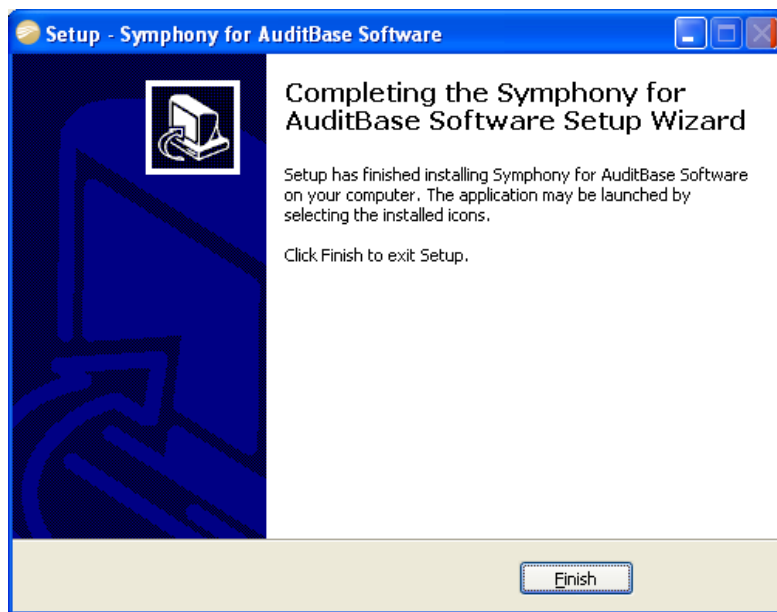 Setup - Symphony for AuditBase Software
Completing the Symphony for
AuditBase Software Setup Wizard
Setup has finished installing Symphony for AuditBase Software
on your computer. The application may be launched by
selecting the installed icons.
Click Finish to exit Setup.
Finish